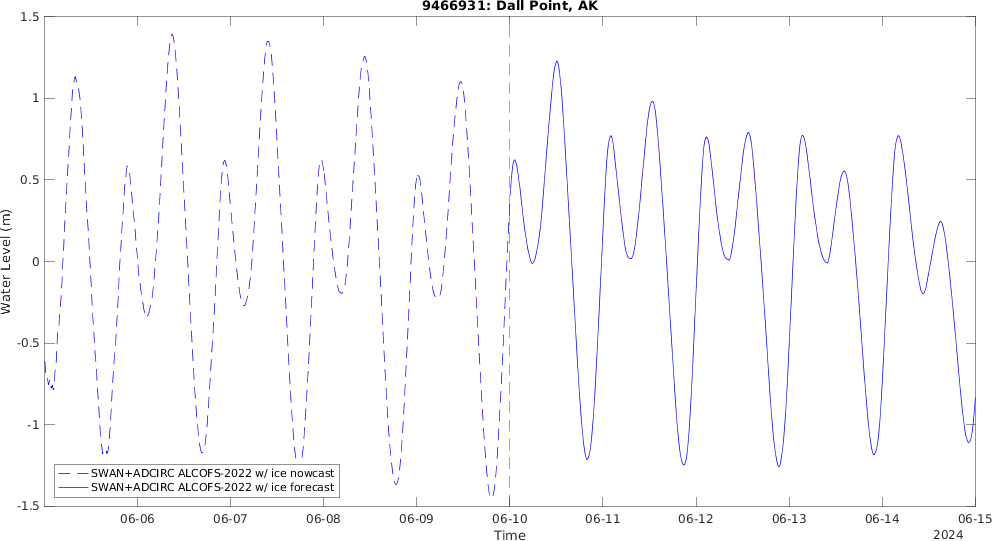 9466931: Dall Point, AK
1.5
1
0.5
0
-0.5
-1
-1.5
Water Level (m)
SWAN+ADCIRC ALCOFS-2022 w/ ice nowcast
SWAN+ADCIRC ALCOFS-2022 w/ ice forecast
06-06 06-07 06-08 06-09 06-10 06-11 06-12 06-13 06-14 06-15
Time
2024